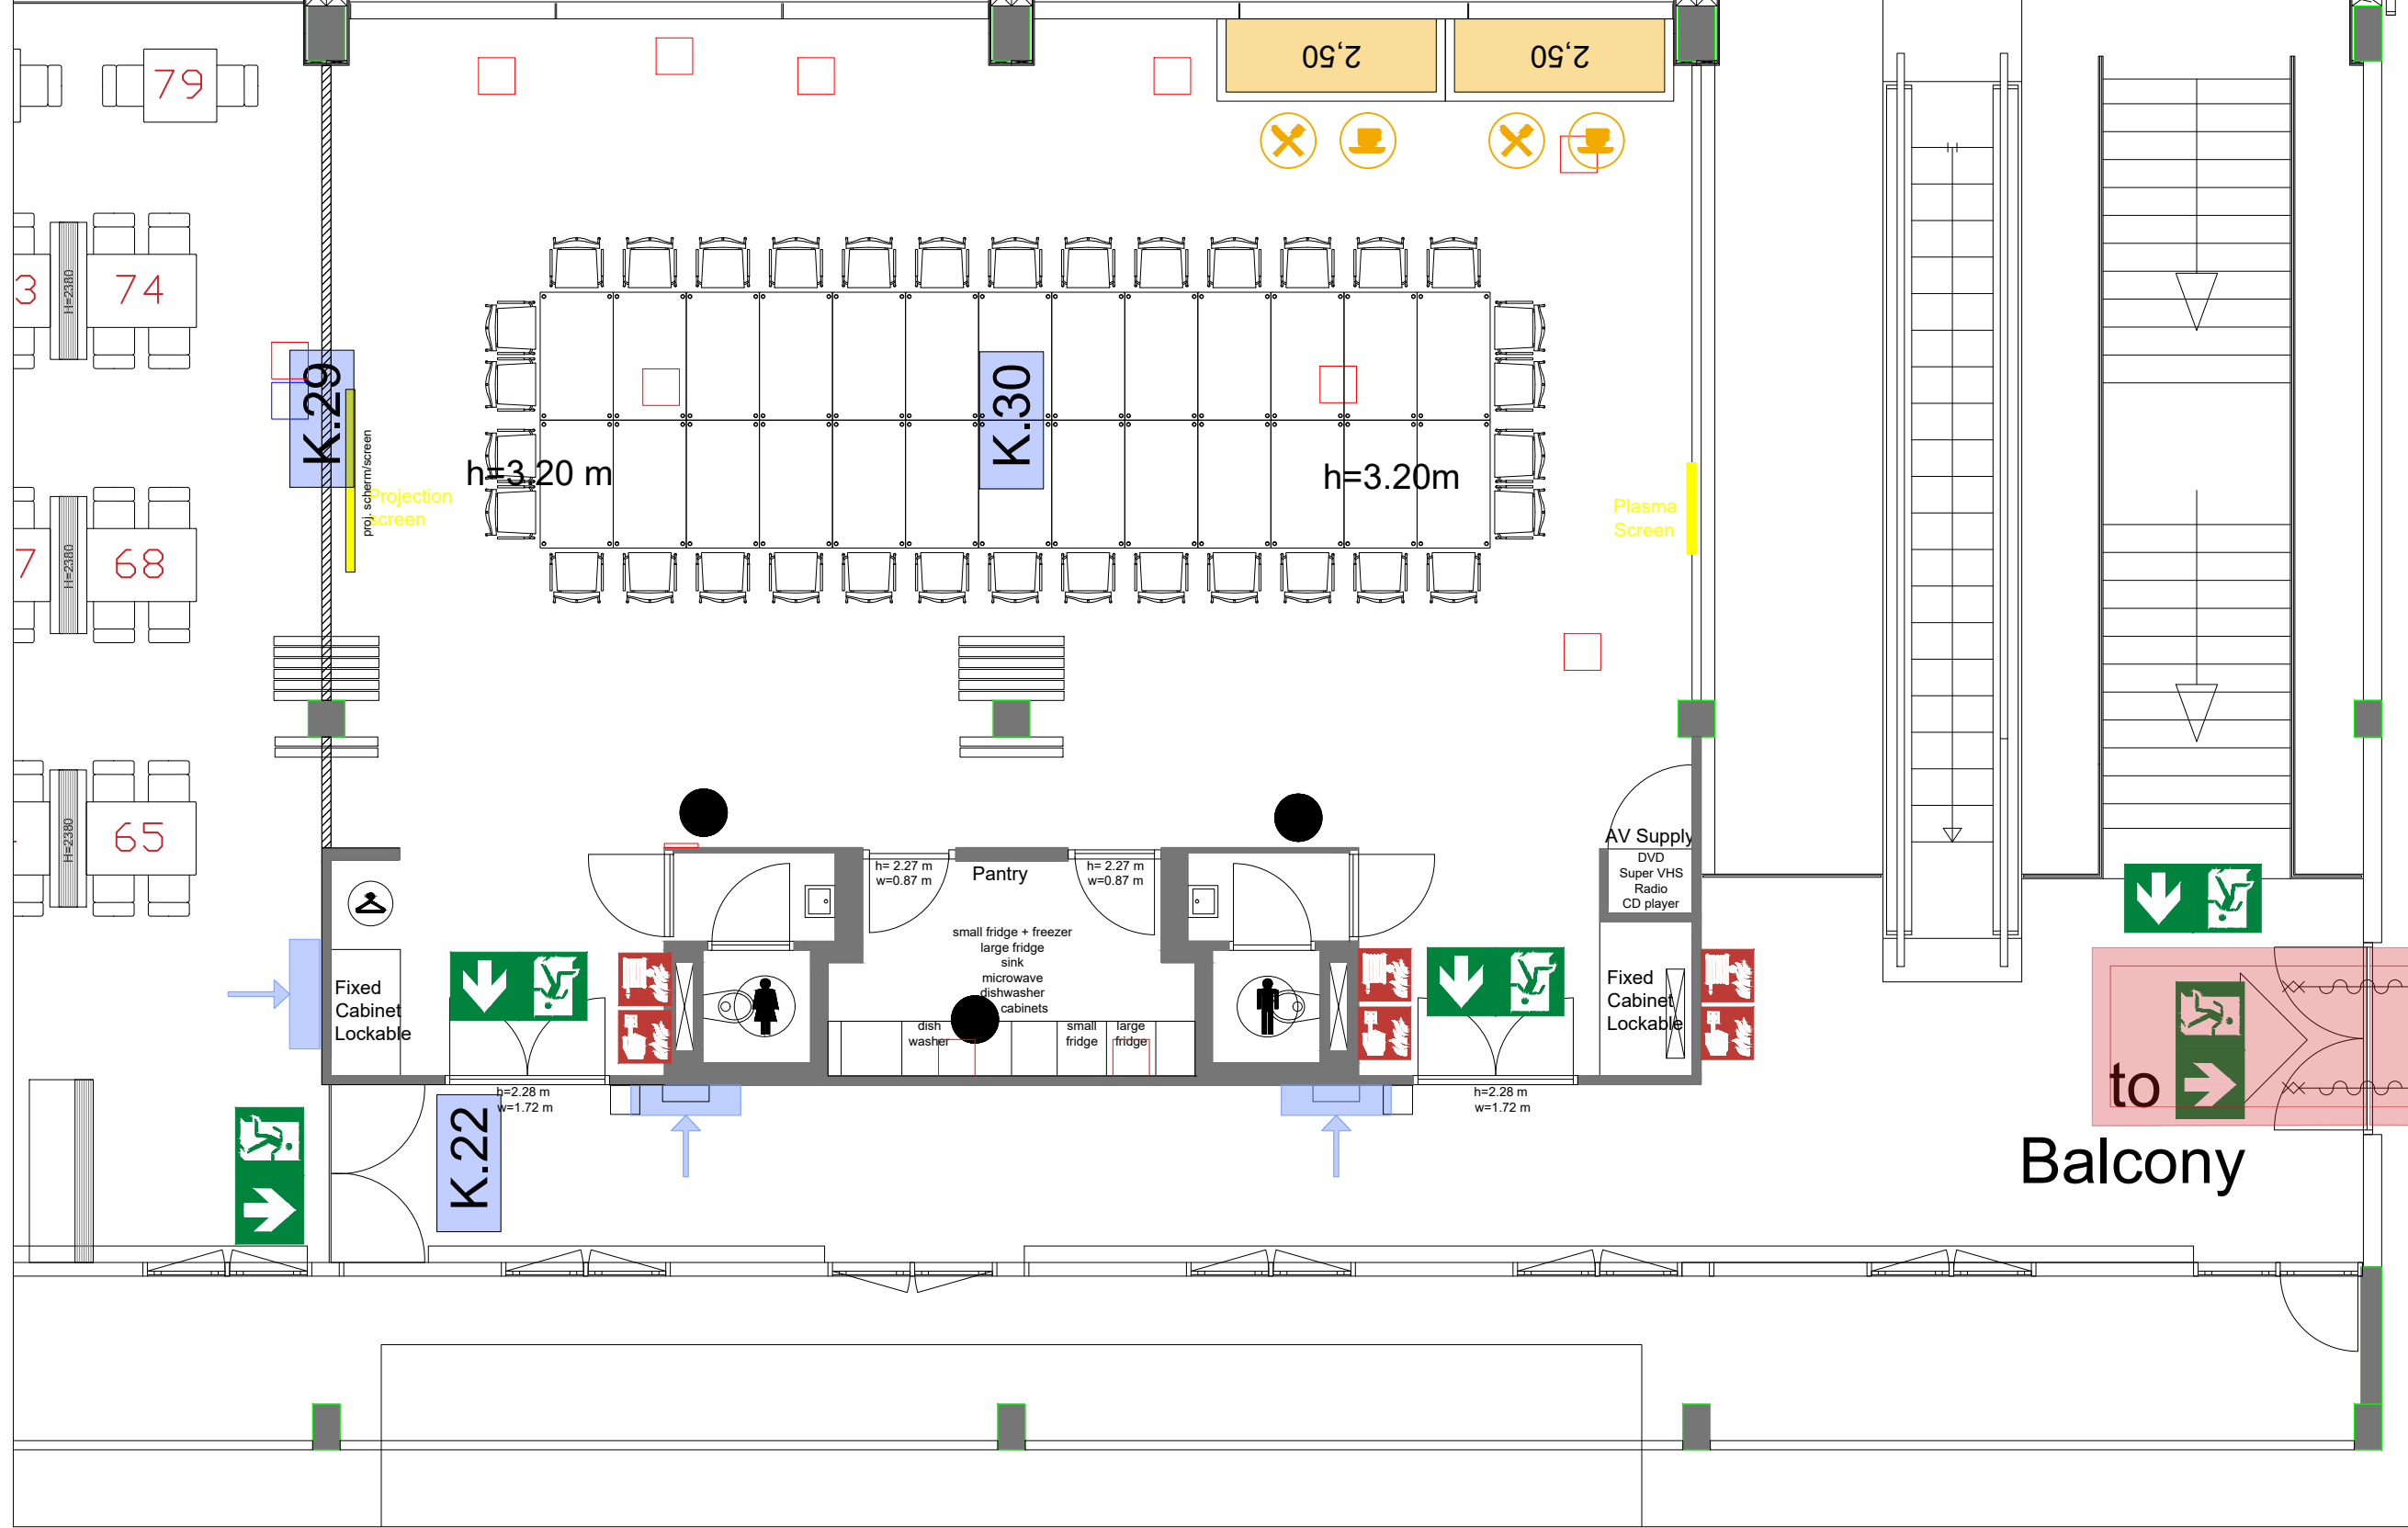 2,50
2,50
79
3
H=2380
74
K.29
K.30
h=3.20 m
h=3.20m
proj. scherm/screen
Projection
screen
Plasma
Screen
7
H=2380
68
H=2380
65
AV Supply
DVD
Super VHS
Radio
CD player
h= 2.27 m
w=0.87 m
Pantry
h= 2.27 m
w=0.87 m
small fridge + freezer
large fridge
sink
microwave
dishwasher
cabinets
Fixed
Cabinet
Lockable
dish
washer
small
fridge
large
fridge
Fixed
Cabinet
Lockable
h=2.28 m
w=1.72 m
h=2.28 m
w=1.72 m
K.22
to
Balcony